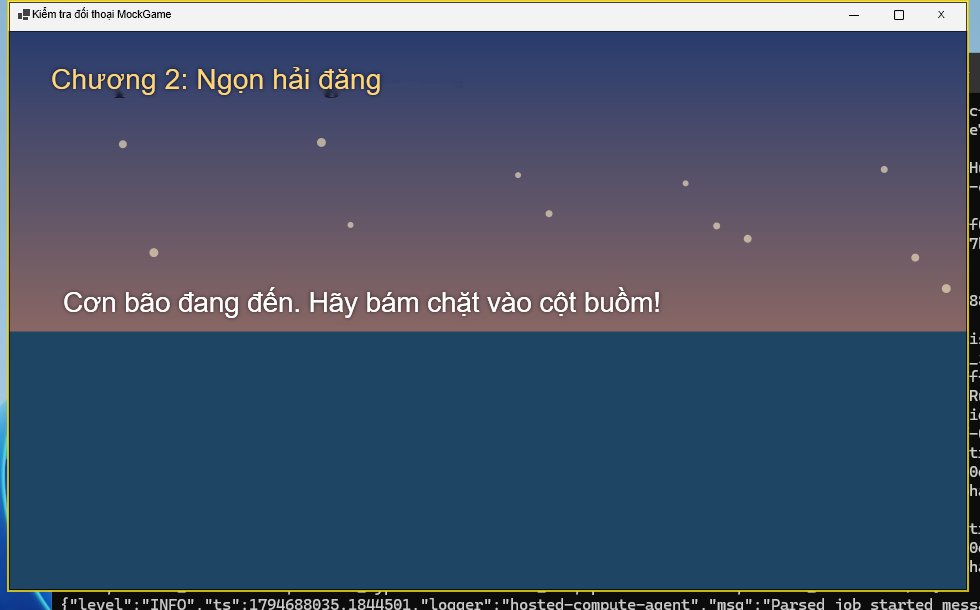 Kiểm tra đối thoại MockGame
Chương 2: Ngọn hải đăng
Cơn bão đang đến. Hãy bám chặt vào cột buồm!
{"level":"INFO","ts":1794688035.1844501,"logger":"hosted-compute-agent","msg":"Parsed job started mes